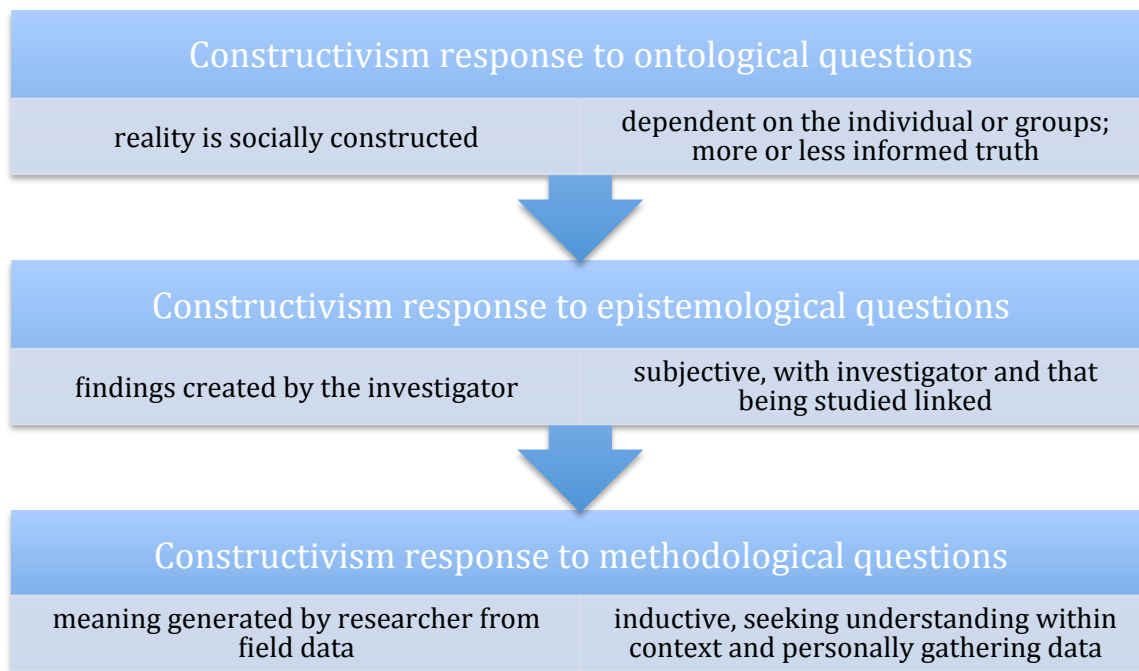 Constructivism response to ontological questions
reality is socially constructed
dependent on the individual or groups;
more or less informed truth
Constructivism response to epistemological questions
findings created by the investigator
subjective, with investigator and that
being studied linked
Constructivism response to methodological questions
meaning generated by researcher from
field data
inductive, seeking understanding within
context and personally gathering data